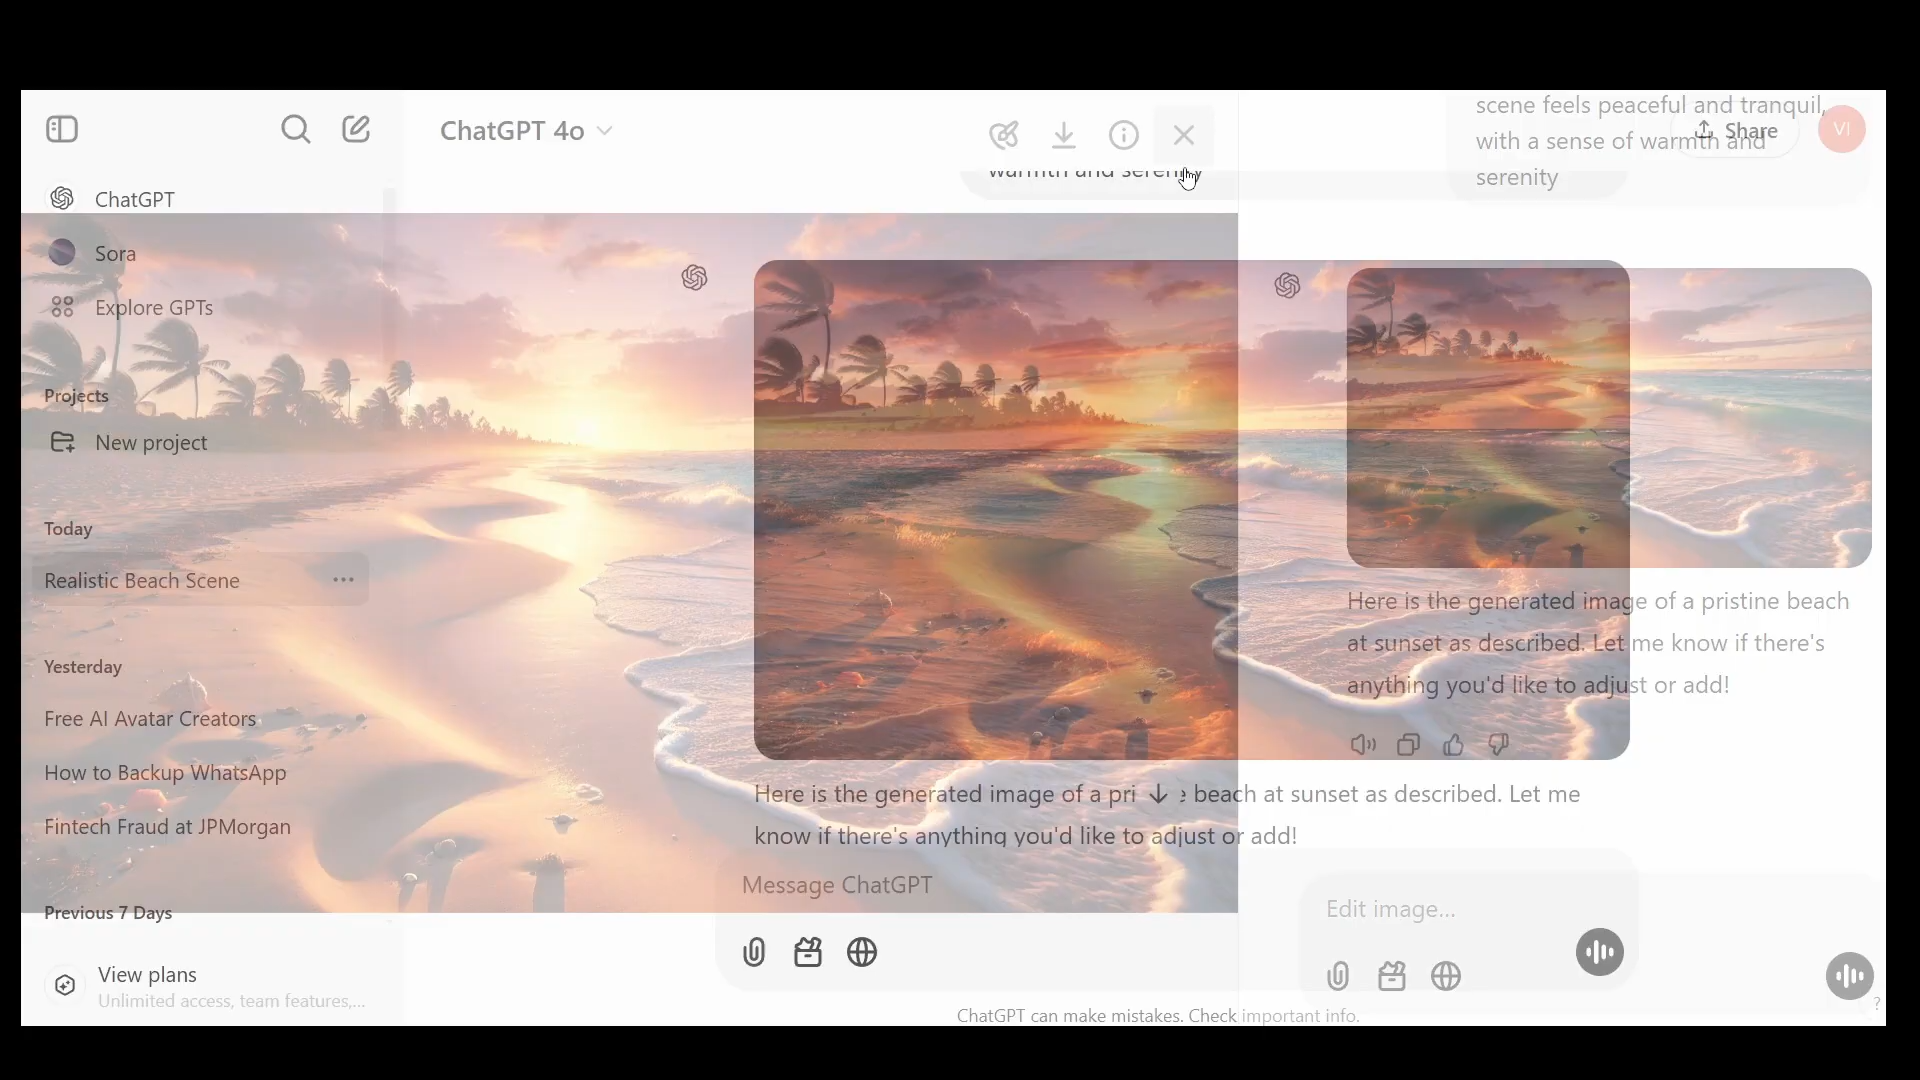 ChatGPT 4o
scene feels peaceful and tranquil,
with a sense of warmth and
serenity
Share
VI
warmth and serenity
ChatGPT
Sora
Explore GPTs
Projects
New project
Today
Realistic Beach Scene
Yesterday
Free AI Avatar Creators
How to Backup WhatsApp
Fintech Fraud at JPMorgan
Previous 7 Days
View plans
Unlimited access, team features,...
Here is the generated image of a pri e beach at sunset as described. Let me
know if there's anything you'd like to adjust or add!
Message ChatGPT
ChatGPT can make mistakes. Check important info.
Here is the generated image of a pristine beach
at sunset as described. Let me know if there's
anything you'd like to adjust or add!
Edit image...
?